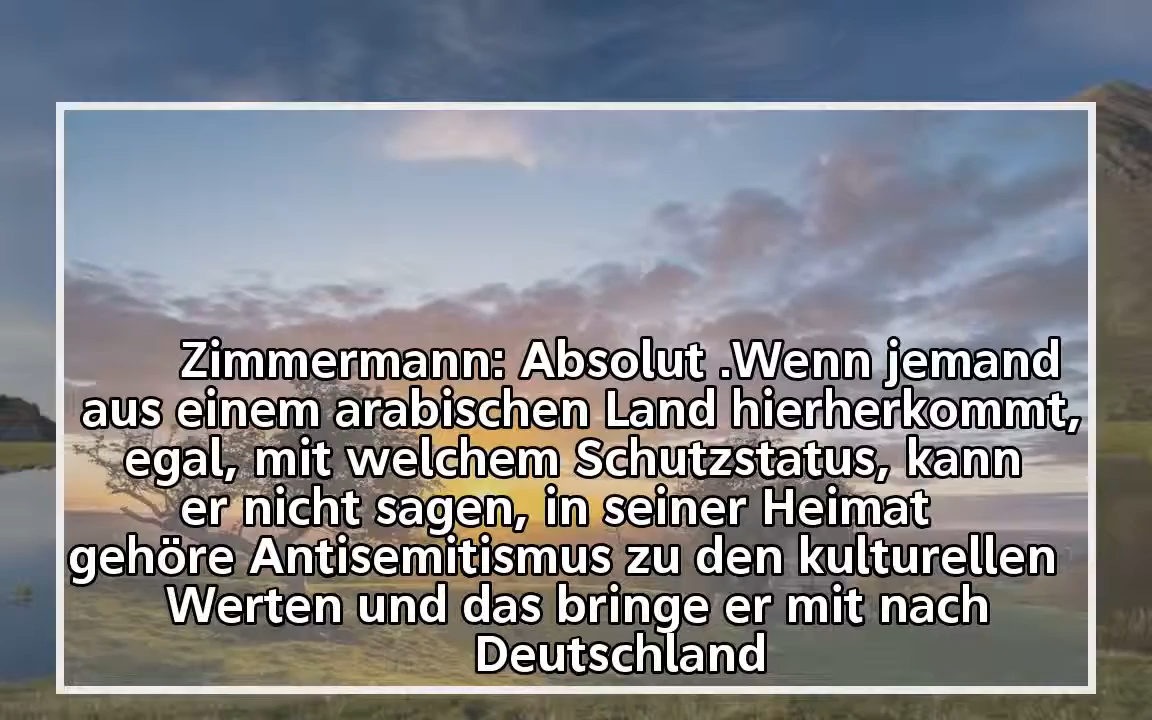 Zimmermann: Absolut .Wenn jemand
aus einem arabischen Land hierherkommt,
egal, mit welchem Schutzstatus, kann
er nicht sagen, in seiner Heimat
gehöre Antisemitismus zu den kulturellen
Werten und das bringe er mit nach
Deutschland